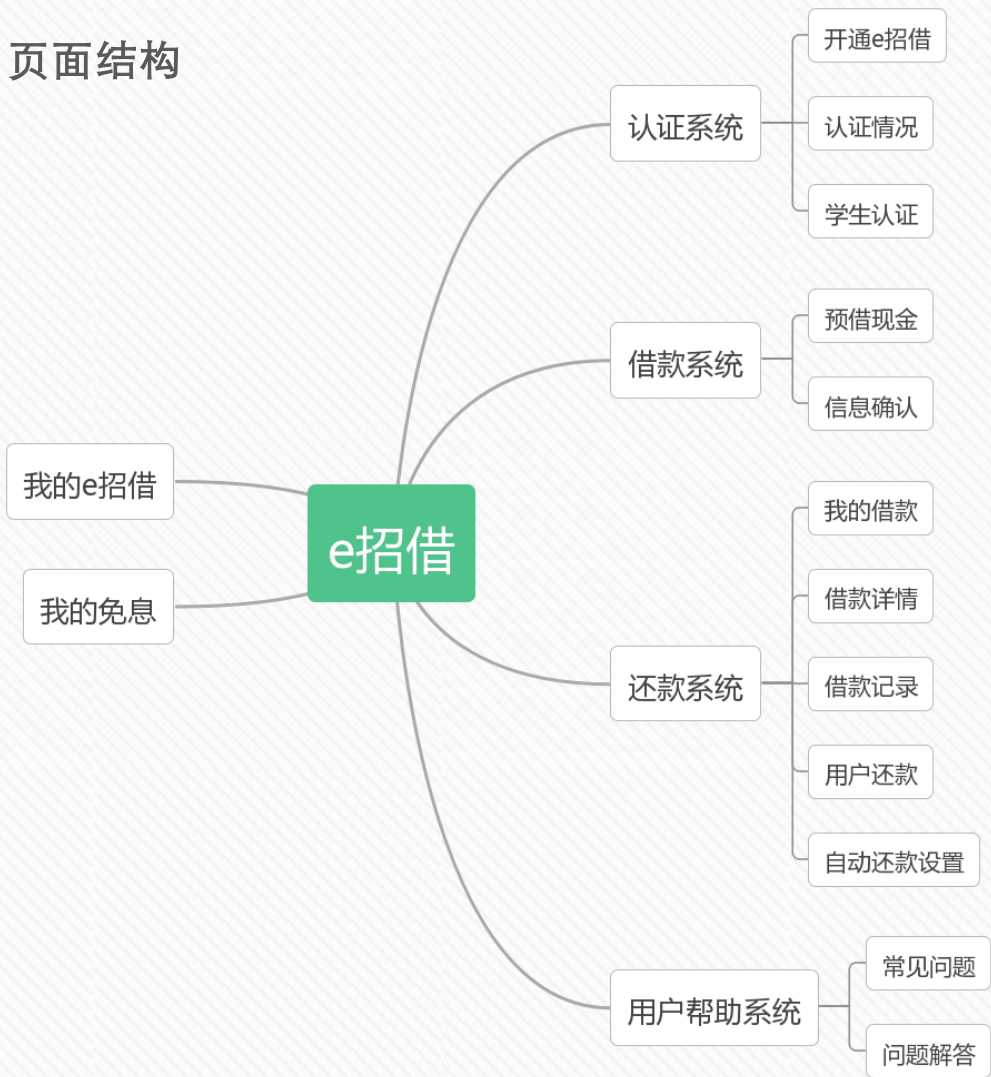 页面结构
e招借
我的e招借
我的免息
认证系统
开通e招借
认证情况
学生认证
借款系统
预借现金
信息确认
还款系统
我的借款
借款详情
借款记录
用户还款
自动还款设置
用户帮助系统
常见问题
问题解答